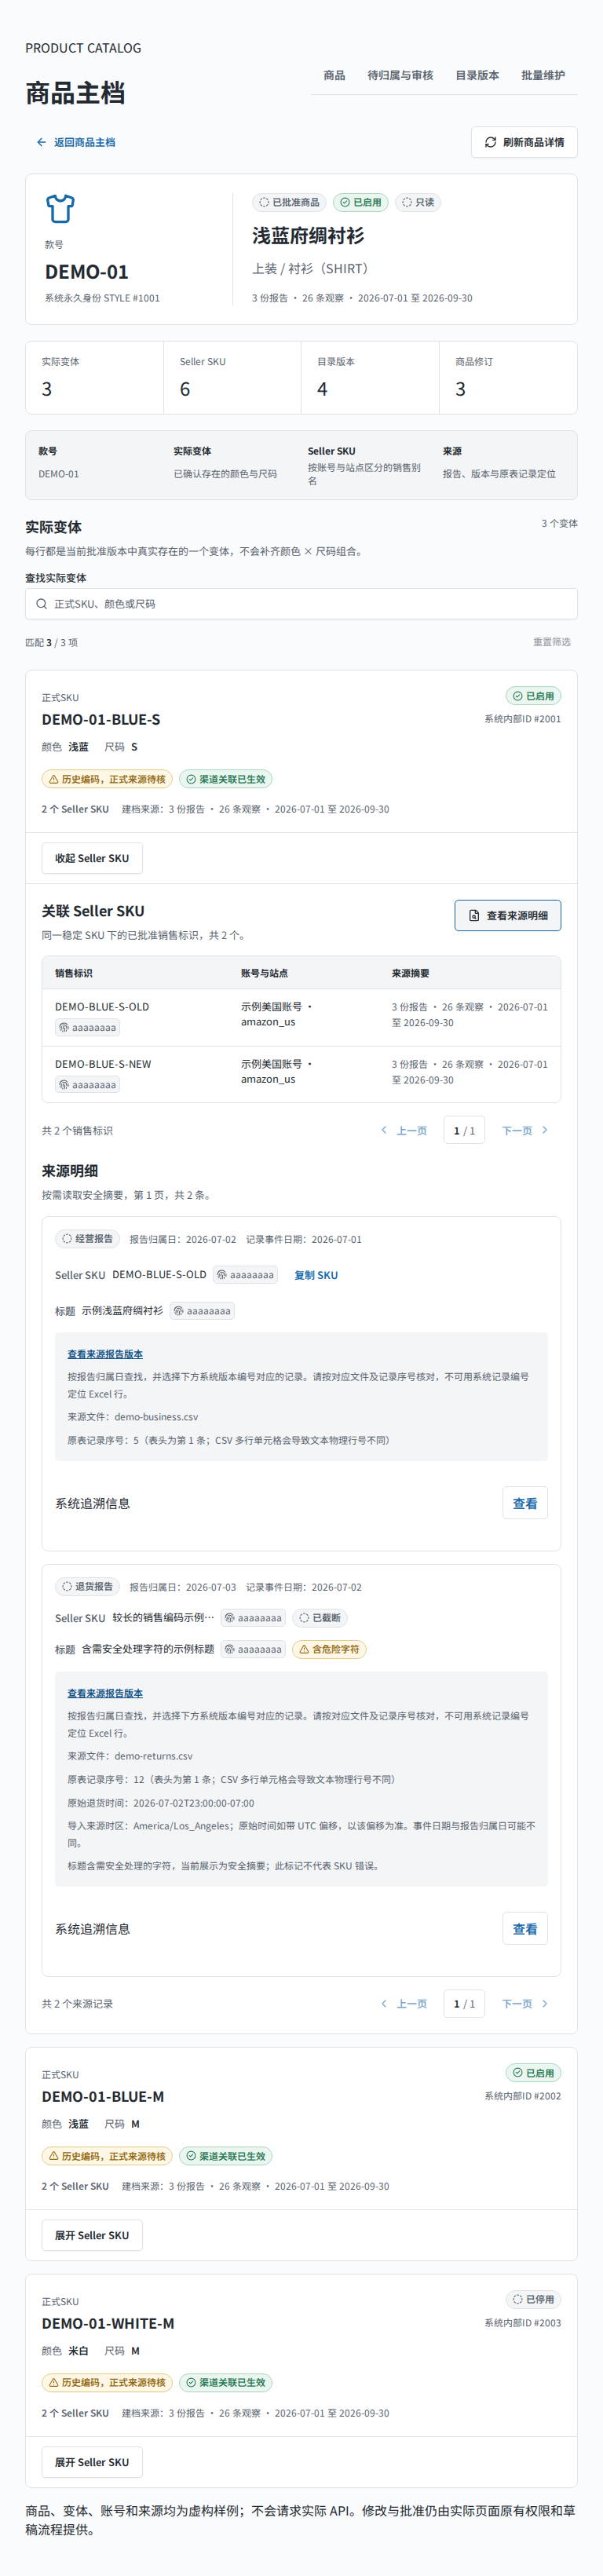 PRODUCT CATALOG
商品主档
商品 待归属与审核 目录版本 批量维护
返回商品主档
刷新商品详情
款号
DEMO-01
系统永久身份 STYLE #1001
已批准商品 已启用 只读
浅蓝府绸衬衫
上装 / 衬衫（SHIRT）
3 份报告 • 26 条观察 • 2026-07-01 至 2026-09-30
实际变体
3
Seller SKU
6
目录版本
4
商品修订
3
款号
DEMO-01
实际变体
已确认存在的颜色与尺码
Seller SKU
按账号与站点区分的销售别
名
来源
报告、版本与原表记录定位
实际变体
3 个变体
每行都是当前批准版本中真实存在的一个变体，不会补齐颜色 × 尺码组合。
查找实际变体
正式SKU、颜色或尺码
匹配 3 / 3 项
重置筛选
正式SKU
已启用
DEMO-01-BLUE-S
系统内部ID #2001
颜色 浅蓝 尺码 S
历史编码，正式来源待核 渠道关联已生效
2 个 Seller SKU 建档来源：3 份报告 • 26 条观察 • 2026-07-01 至 2026-09-30
收起 Seller SKU
关联 Seller SKU
查看来源明细
同一稳定 SKU 下的已批准销售标识，共 2 个。
销售标识 账号与站点 来源摘要
DEMO-BLUE-S-OLD
aaaaaaaa
示例美国账号 •
amazon_us
3 份报告 • 26 条观察 • 2026-07-01
至 2026-09-30
DEMO-BLUE-S-NEW
aaaaaaaa
示例美国账号 •
amazon_us
3 份报告 • 26 条观察 • 2026-07-01
至 2026-09-30
共 2 个销售标识
上一页 1 / 1 下一页
来源明细
按需读取安全摘要，第 1 页，共 2 条。
经营报告 报告归属日：2026-07-02 记录事件日期：2026-07-01
Seller SKU DEMO-BLUE-S-OLD aaaaaaaa 复制 SKU
标题 示例浅蓝府绸衬衫 aaaaaaaa
查看来源报告版本
按报告归属日查找，并选择下方系统版本编号对应的记录。请按对应文件及记录序号核对，不可用系统记录编号
定位 Excel 行。
来源文件：demo-business.csv
原表记录序号：5（表头为第 1 条；CSV 多行单元格会导致文本物理行号不同）
系统追溯信息
查看
退货报告 报告归属日：2026-07-03 记录事件日期：2026-07-02
Seller SKU 较长的销售编码示例… aaaaaaaa 已截断
标题 含需安全处理字符的示例标题 aaaaaaaa 含危险字符
查看来源报告版本
按报告归属日查找，并选择下方系统版本编号对应的记录。请按对应文件及记录序号核对，不可用系统记录编号
定位 Excel 行。
来源文件：demo-returns.csv
原表记录序号：12（表头为第 1 条；CSV 多行单元格会导致文本物理行号不同）
原始退货时间：2026-07-02T23:00:00-07:00
导入来源时区：America/Los_Angeles；原始时间如带 UTC 偏移，以该偏移为准。事件日期与报告归属日可能不
同。
标题含需安全处理的字符，当前展示为安全摘要；此标记不代表 SKU 错误。
系统追溯信息
查看
共 2 个来源记录
上一页 1 / 1 下一页
正式SKU
已启用
DEMO-01-BLUE-M
系统内部ID #2002
颜色 浅蓝 尺码 M
历史编码，正式来源待核 渠道关联已生效
2 个 Seller SKU 建档来源：3 份报告 • 26 条观察 • 2026-07-01 至 2026-09-30
展开 Seller SKU
正式SKU
已停用
DEMO-01-WHITE-M
系统内部ID #2003
颜色 米白 尺码 M
历史编码，正式来源待核 渠道关联已生效
2 个 Seller SKU 建档来源：3 份报告 • 26 条观察 • 2026-07-01 至 2026-09-30
展开 Seller SKU
商品、变体、账号和来源均为虚构样例；不会请求实际 API。修改与批准仍由实际页面原有权限和草
稿流程提供。